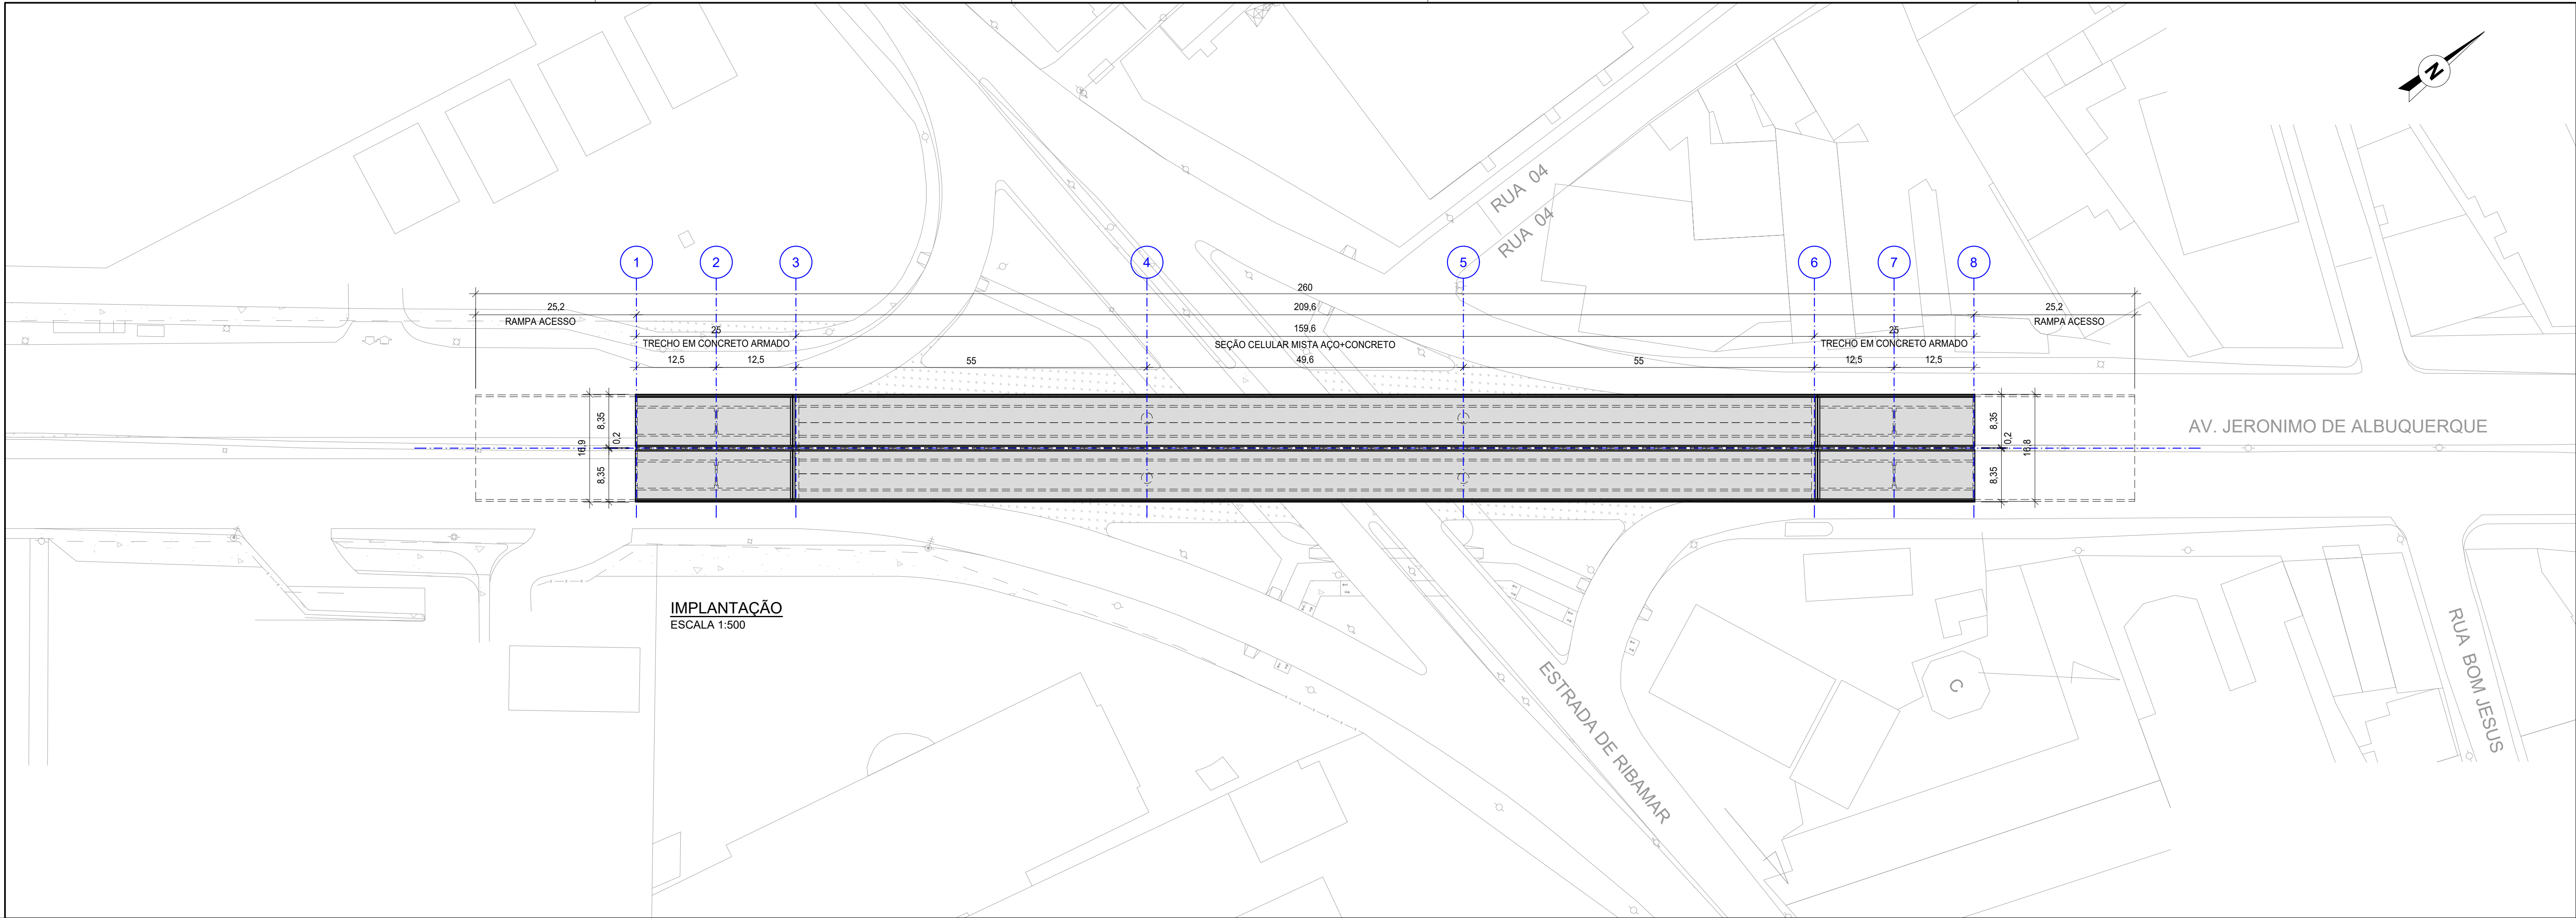 N
RUA 04
RUA 04
1
2
3
4
5
6
7
8
260
25,2
209,6
25,2
RAMPA ACESSO
RAMPA ACESSO
25
159,6
25
TRECHO EM CONCRETO ARMADO
SEÇÃO CELULAR MISTA AÇO+CONCRETO
TRECHO EM CONCRETO ARMADO
12,5
12,5
55
49,6
55
12,5
12,5
16,9
8,35
0,2
8,35
8,35
0,2
16,8
8,35
AV. JERONIMO DE ALBUQUERQUE
IMPLANTAÇÃO
ESCALA 1:500
ESTRADA DE RIBAMAR
C
RUA BOM JESUS